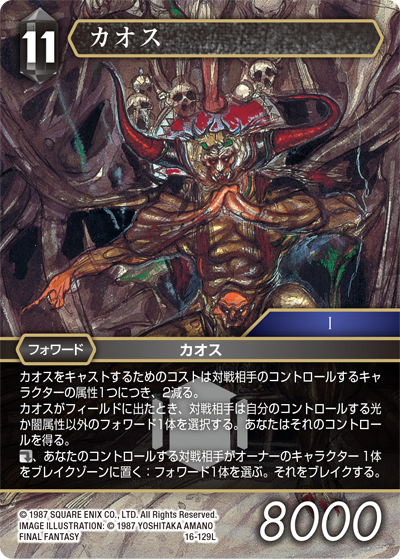 11
カオス
I
フォワード
カオス
カオスをキャストするためのコストは対戦相手のコントロールするキャ
ラクターの属性1つにつき、2減る。
カオスがフィールドに出たとき、対戦相手は自分のコントロールする光
か闇属性以外のフォワード1体を選択する。あなたはそれのコントロー
ルを得る。
、あなたのコントロールする対戦相手がオーナーのキャラクター 1体
をブレイクゾーンに置く：フォワード1体を選ぶ。それをブレイクする。
© 1987 SQUARE ENIX CO., LTD. All Rights Reserved.
IMAGE ILLUSTRATION: © 1987 YOSHITAKA AMANO
FINAL FANTASY
16-129L
8000